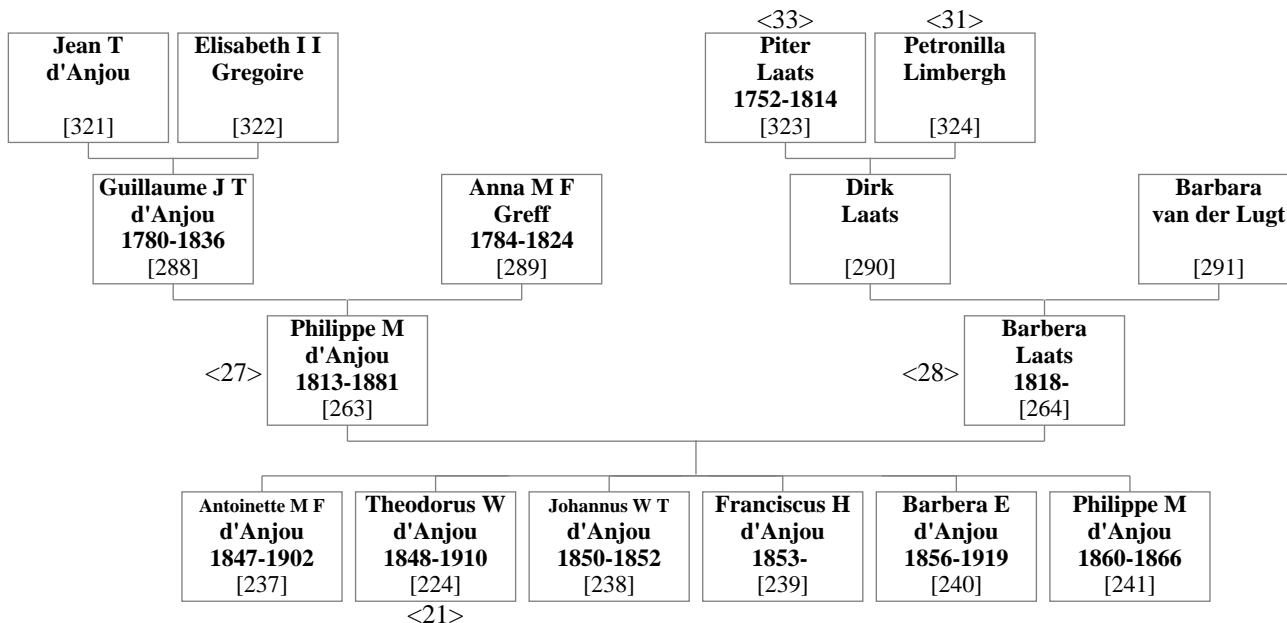 <33>
<31>
Jean T
d'Anjou
[321]
Elisabeth I I
Gregoire
[322]
Piter
Laats
1752-1814
[323]
Petronilla
Limbergh
[324]
Guillaume J T
d'Anjou
1780-1836
[288]
Anna M F
Greff
1784-1824
[289]
Dirk
Laats
[290]
Barbara
van der Lugt
[291]
<27>
Philippe M
d'Anjou
1813-1881
[263]
<28>
Barbera
Laats
1818-
[264]
Antoinette M F
d'Anjou
1847-1902
[237]
Theodorus W
d'Anjou
1848-1910
[224]
<21>
Johannus W T
d'Anjou
1850-1852
[238]
Franciscus H
d'Anjou
1853-
[239]
Barbera E
d'Anjou
1856-1919
[240]
Philippe M
d'Anjou
1860-1866
[241]